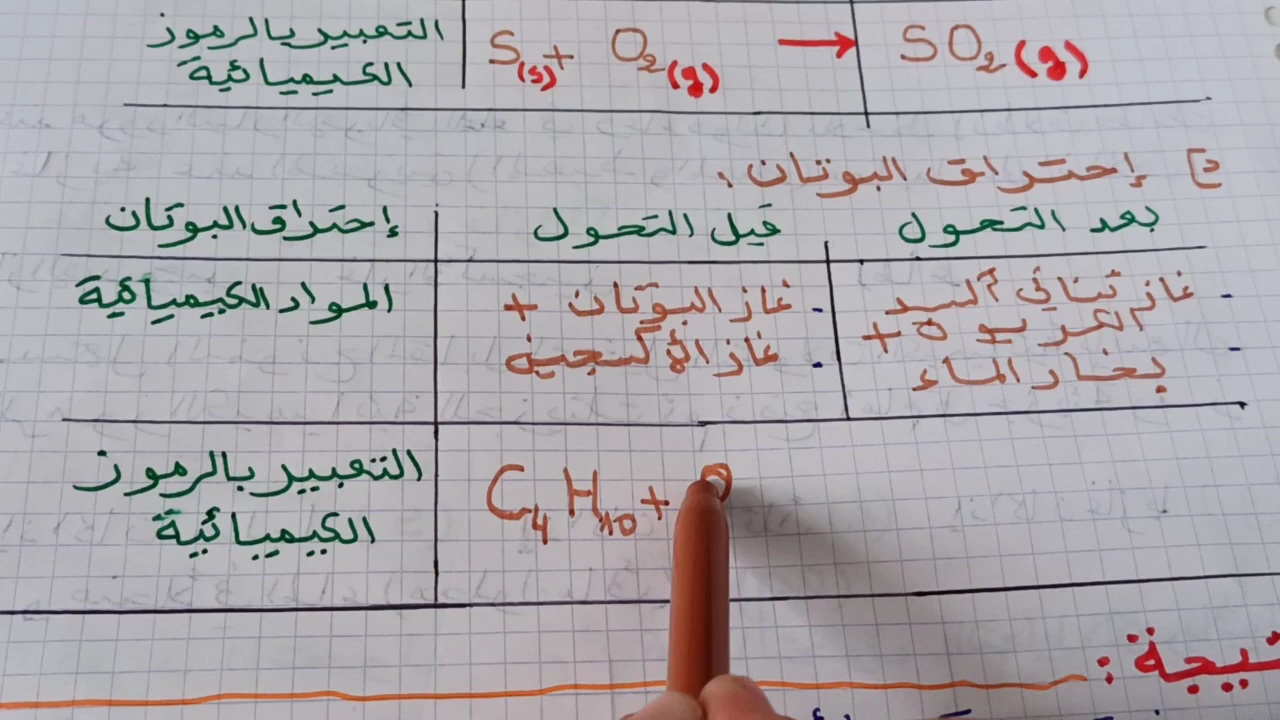 التعبير بالرموز
الكيميائية
S(s) + O2(g) → SO2(g)
إحتراق البوتان :
إحتراق البوتان
قبل التحول
بعد التحول
المواد الكيميائية
- غاز البوتان +
- غاز الأكسجين
- غاز ثنائي أكسيد
الكربون +
- بخار الماء
التعبير بالرموز
الكيميائية
C4H10 + O